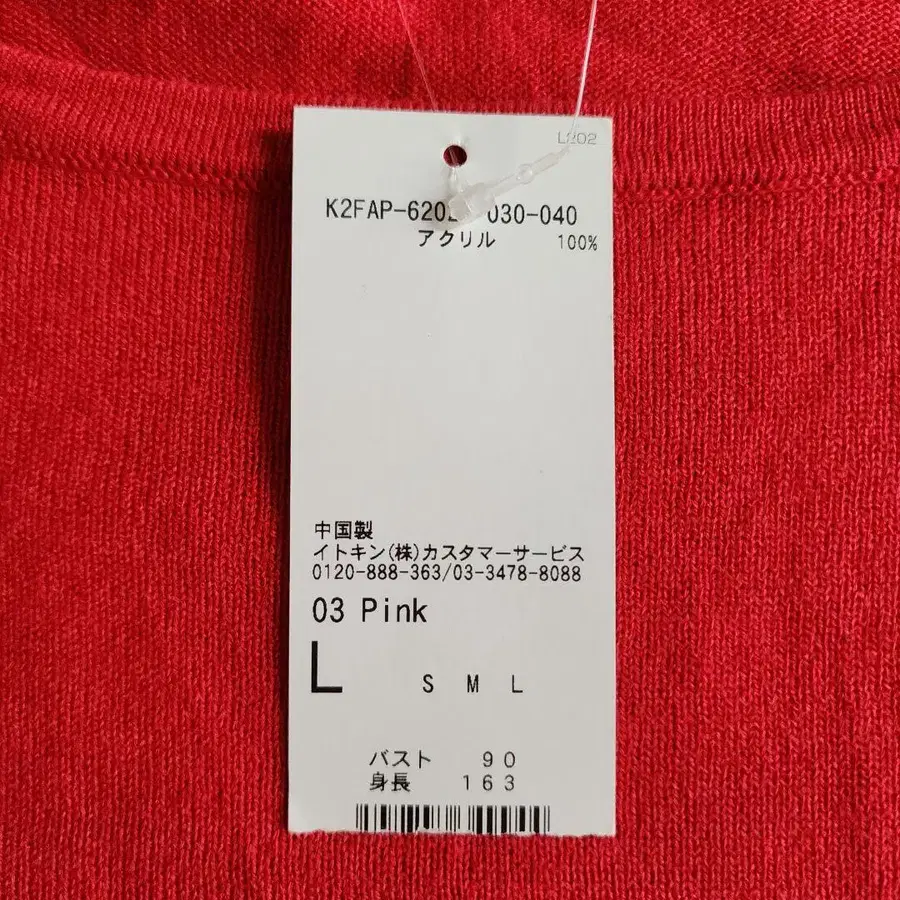 L202
030-040
アクリル 100%
中国製
イトキン(株)カスタマーサービス
0120-888-363/03-3478-8088
03 Pink
L S M L
バスト 90
身長 163